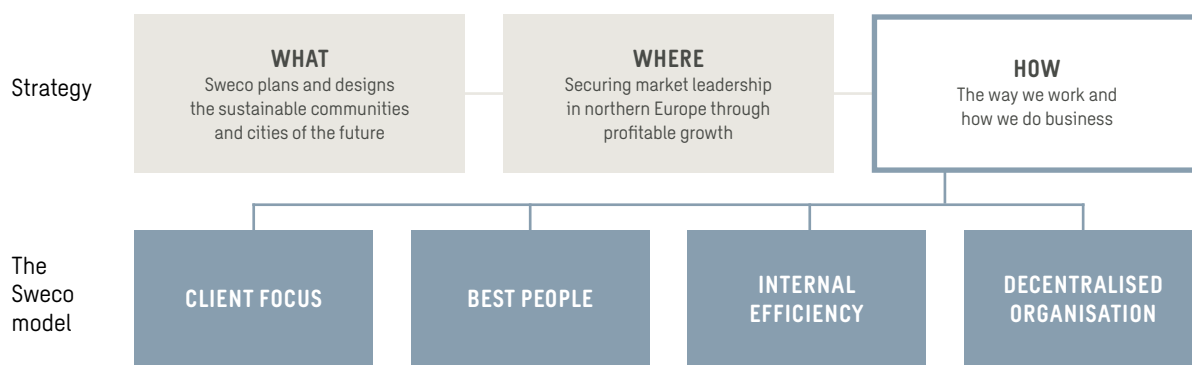 Strategy
WHAT
Sweco plans and designs
the sustainable communities
and cities of the future
WHERE
Securing market leadership
in northern Europe through
profitable growth
HOW
The way we work and
how we do business
The
Sweco
model
CLIENT FOCUS
BEST PEOPLE
INTERNAL
EFFICIENCY
DECENTRALISED
ORGANISATION